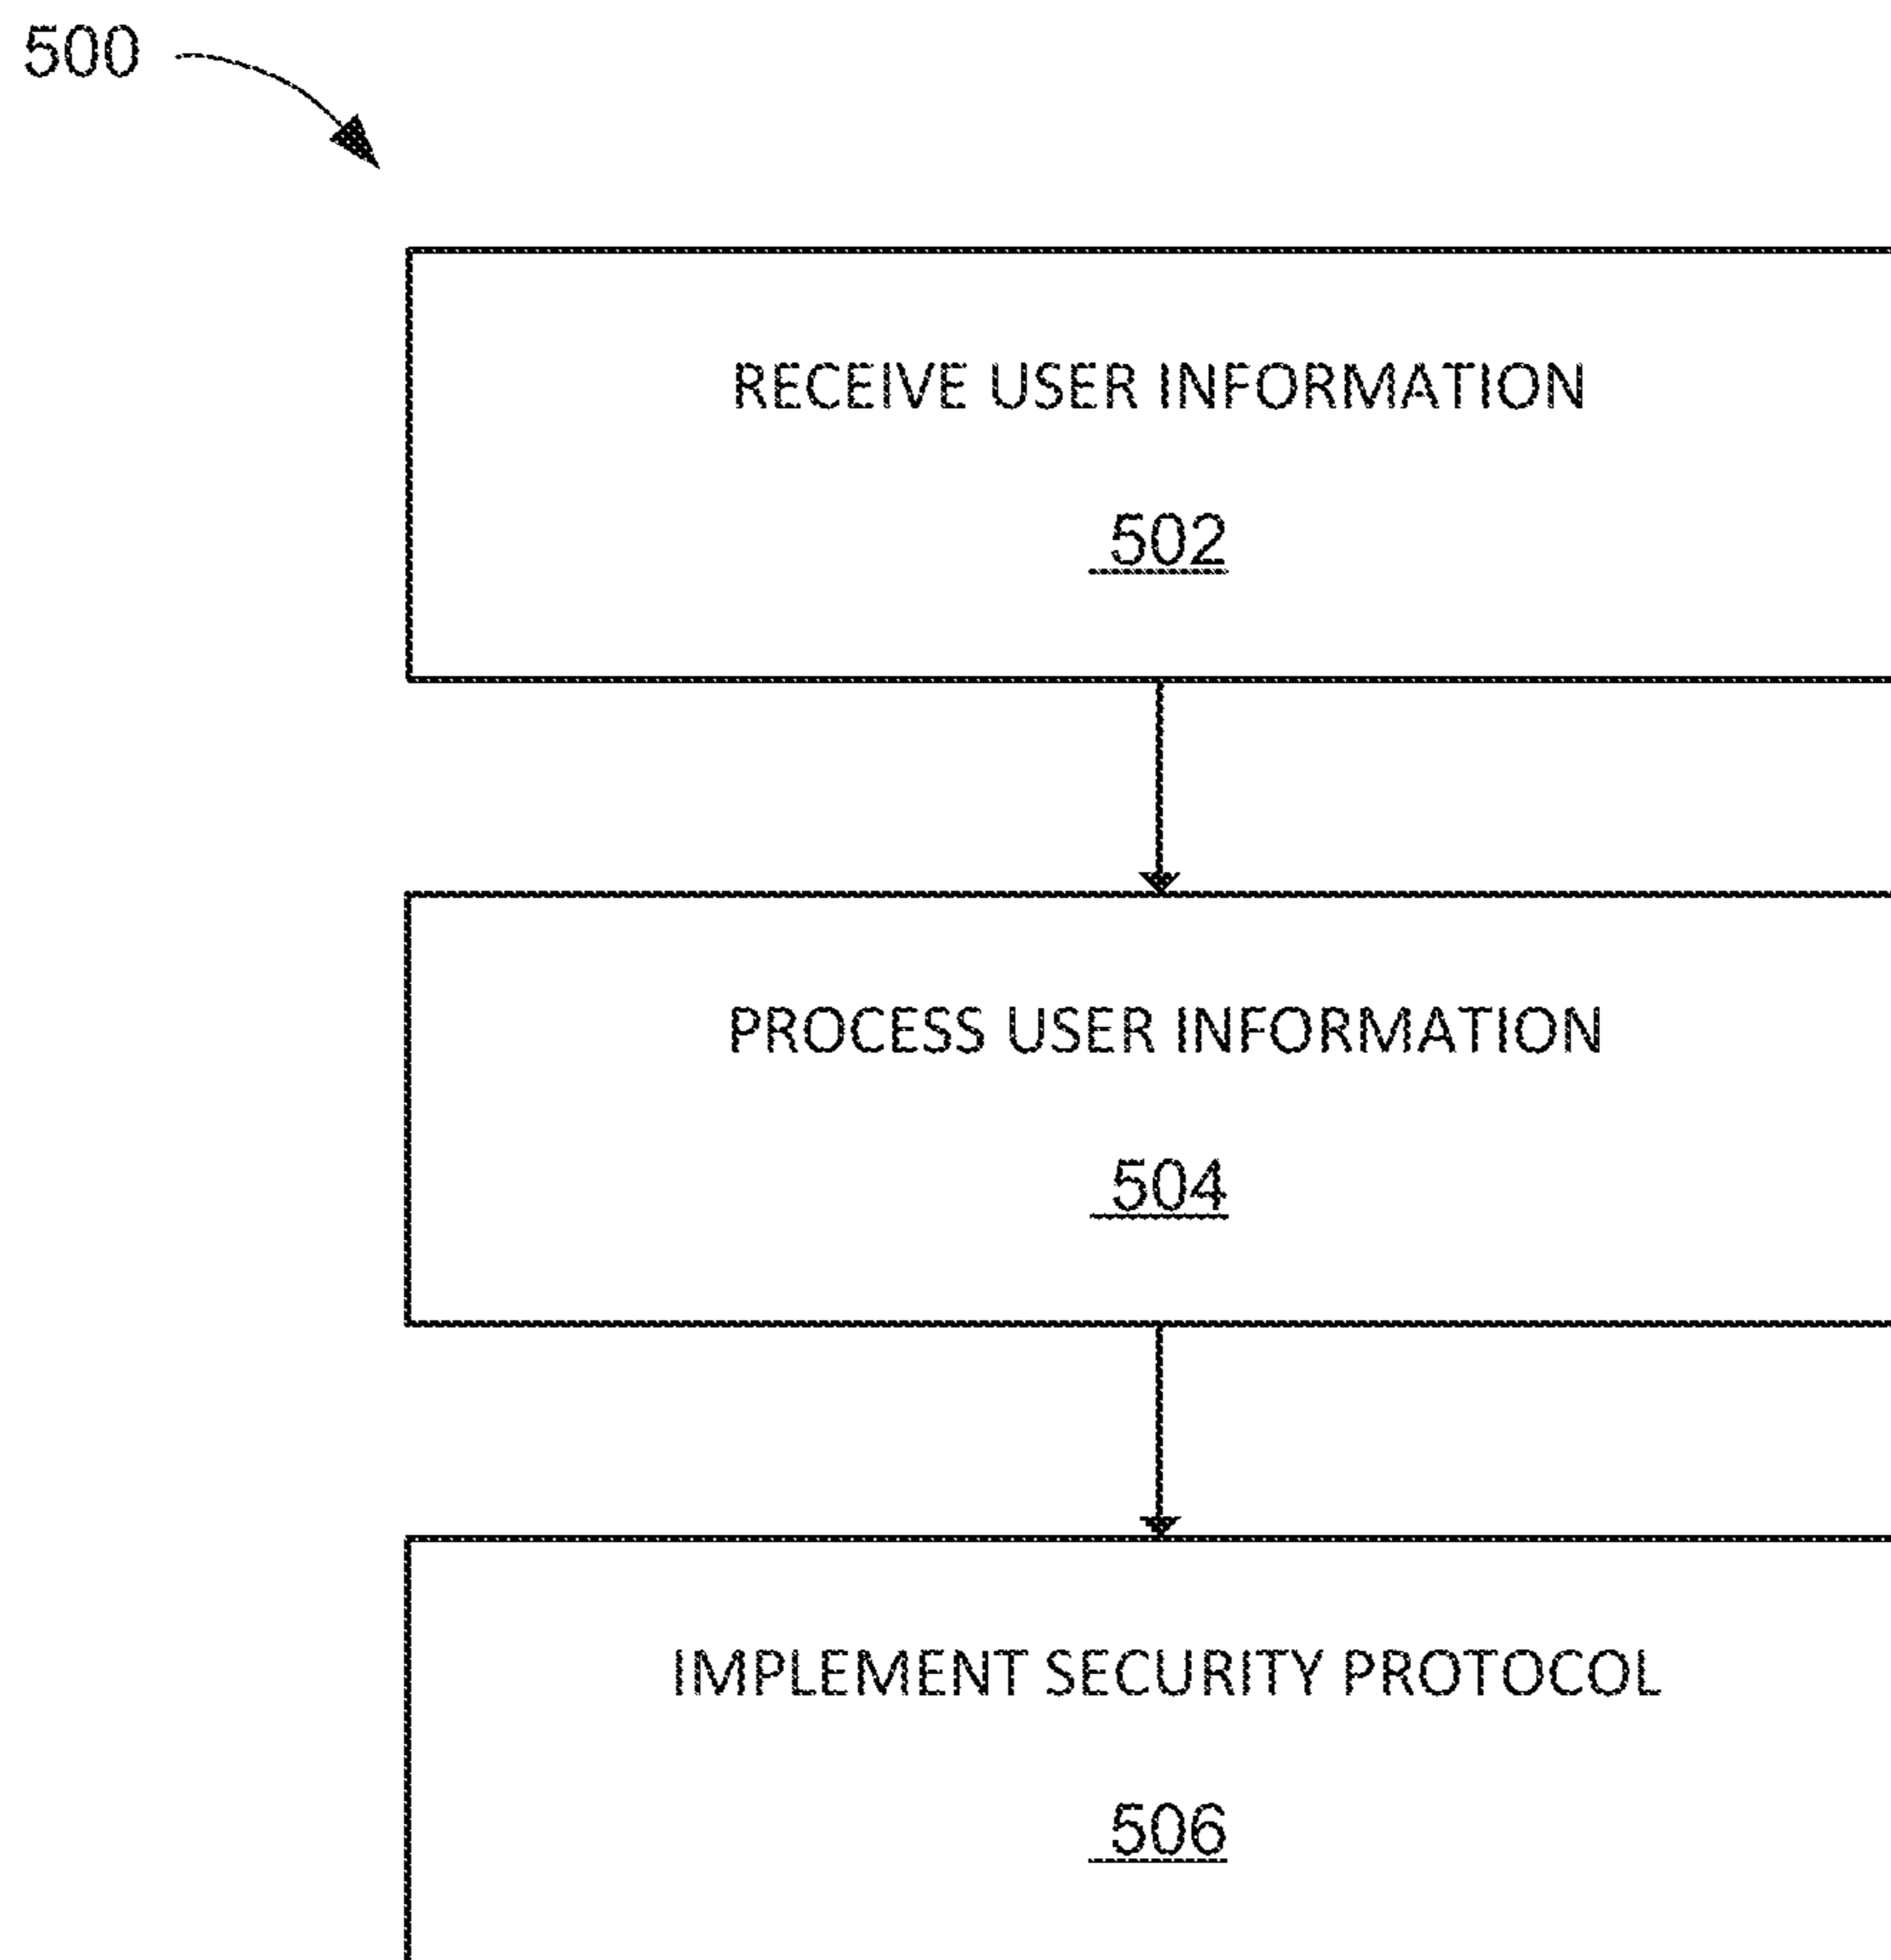 500
RECEIVE USER INFORMATION
502
PROCESS USER INFORMATION
504
IMPLEMENT SECURITY PROTOCOL
506